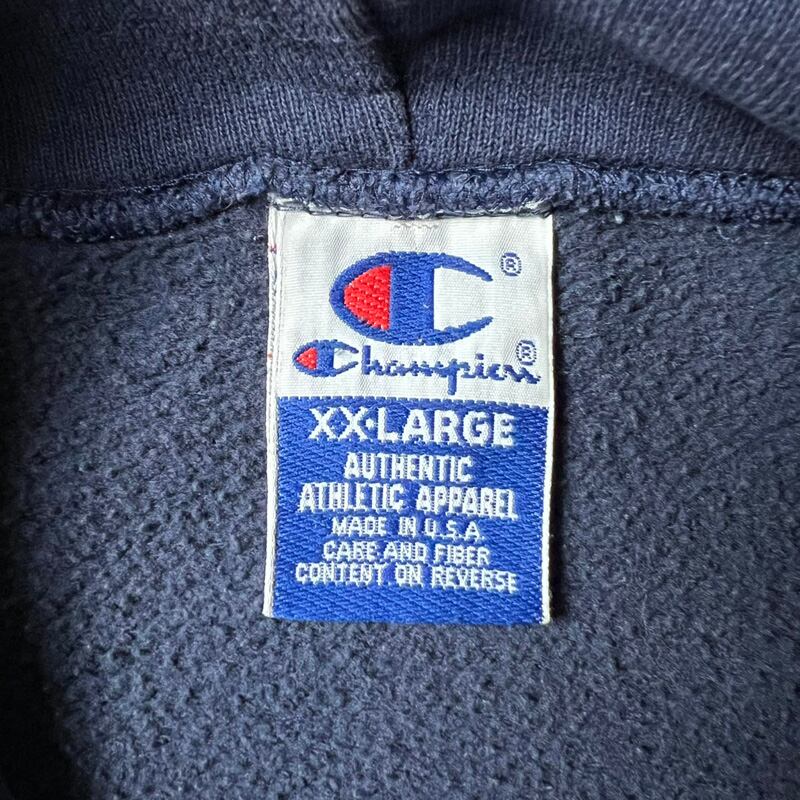 ®
Champion®
XX-LARGE
AUTHENTIC
ATHLETIC APPAREL
MADE IN U.S.A.
CARE AND FIBER
CONTENT ON REVERSE